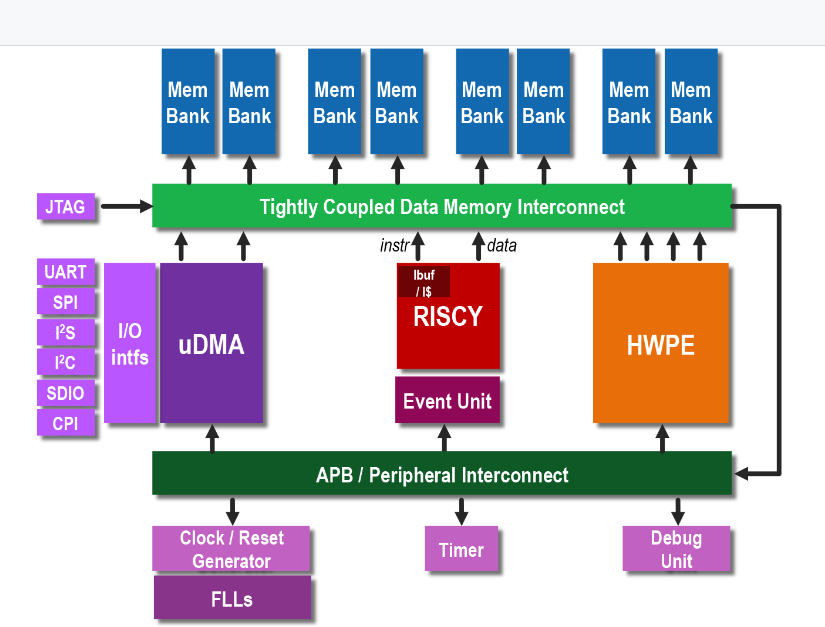 Mem
Bank
Mem
Bank
Mem
Bank
Mem
Bank
Mem
Bank
Mem
Bank
Mem
Bank
Mem
Bank
JTAG
Tightly Coupled Data Memory Interconnect
instr
data
UART
SPI
I²S
I²C
SDIO
CPI
I/O
intfs
uDMA
Ibuf
/ I$
RISCY
Event Unit
HWPE
APB / Peripheral Interconnect
Clock / Reset
Generator
FLLs
Timer
Debug
Unit